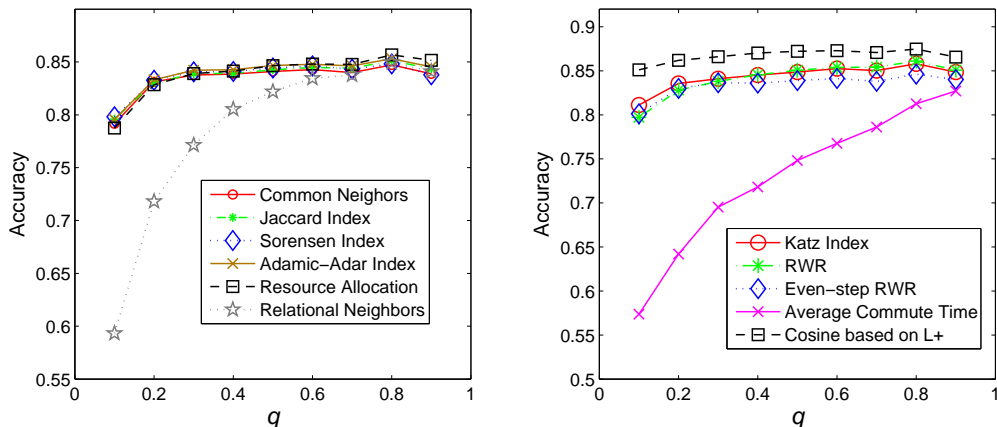 0.85
0.8
0.75
0.7
0.65
0.6
0.55
0
0.2
0.4
0.6
0.8
1
Accuracy
q
Common Neighors
Jaccard Index
Sorensen Index
Adamic−Adar Index
Resource Allocation
Relational Neighbors
0.92
0.85
0.8
0.75
0.7
0.65
0.6
0.55
0.5
0
0.2
0.4
0.6
0.8
1
Accuracy
q
Katz Index
RWR
Even−step RWR
Average Commute Time
Cosine based on L+